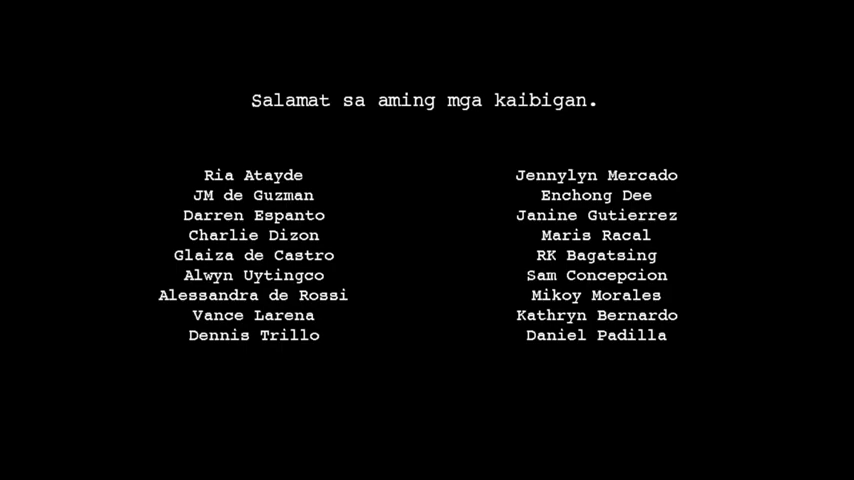 Salamat sa aming mga kaibigan.
Ria Atayde
JM de Guzman
Darren Espanto
Charlie Dizon
Glaiza de Castro
Alwyn Uytingco
Alessandra de Rossi
Vance Larena
Dennis Trillo
Jennylyn Mercado
Enchong Dee
Janine Gutierrez
Maris Racal
RK Bagatsing
Sam Concepcion
Mikoy Morales
Kathryn Bernardo
Daniel Padilla